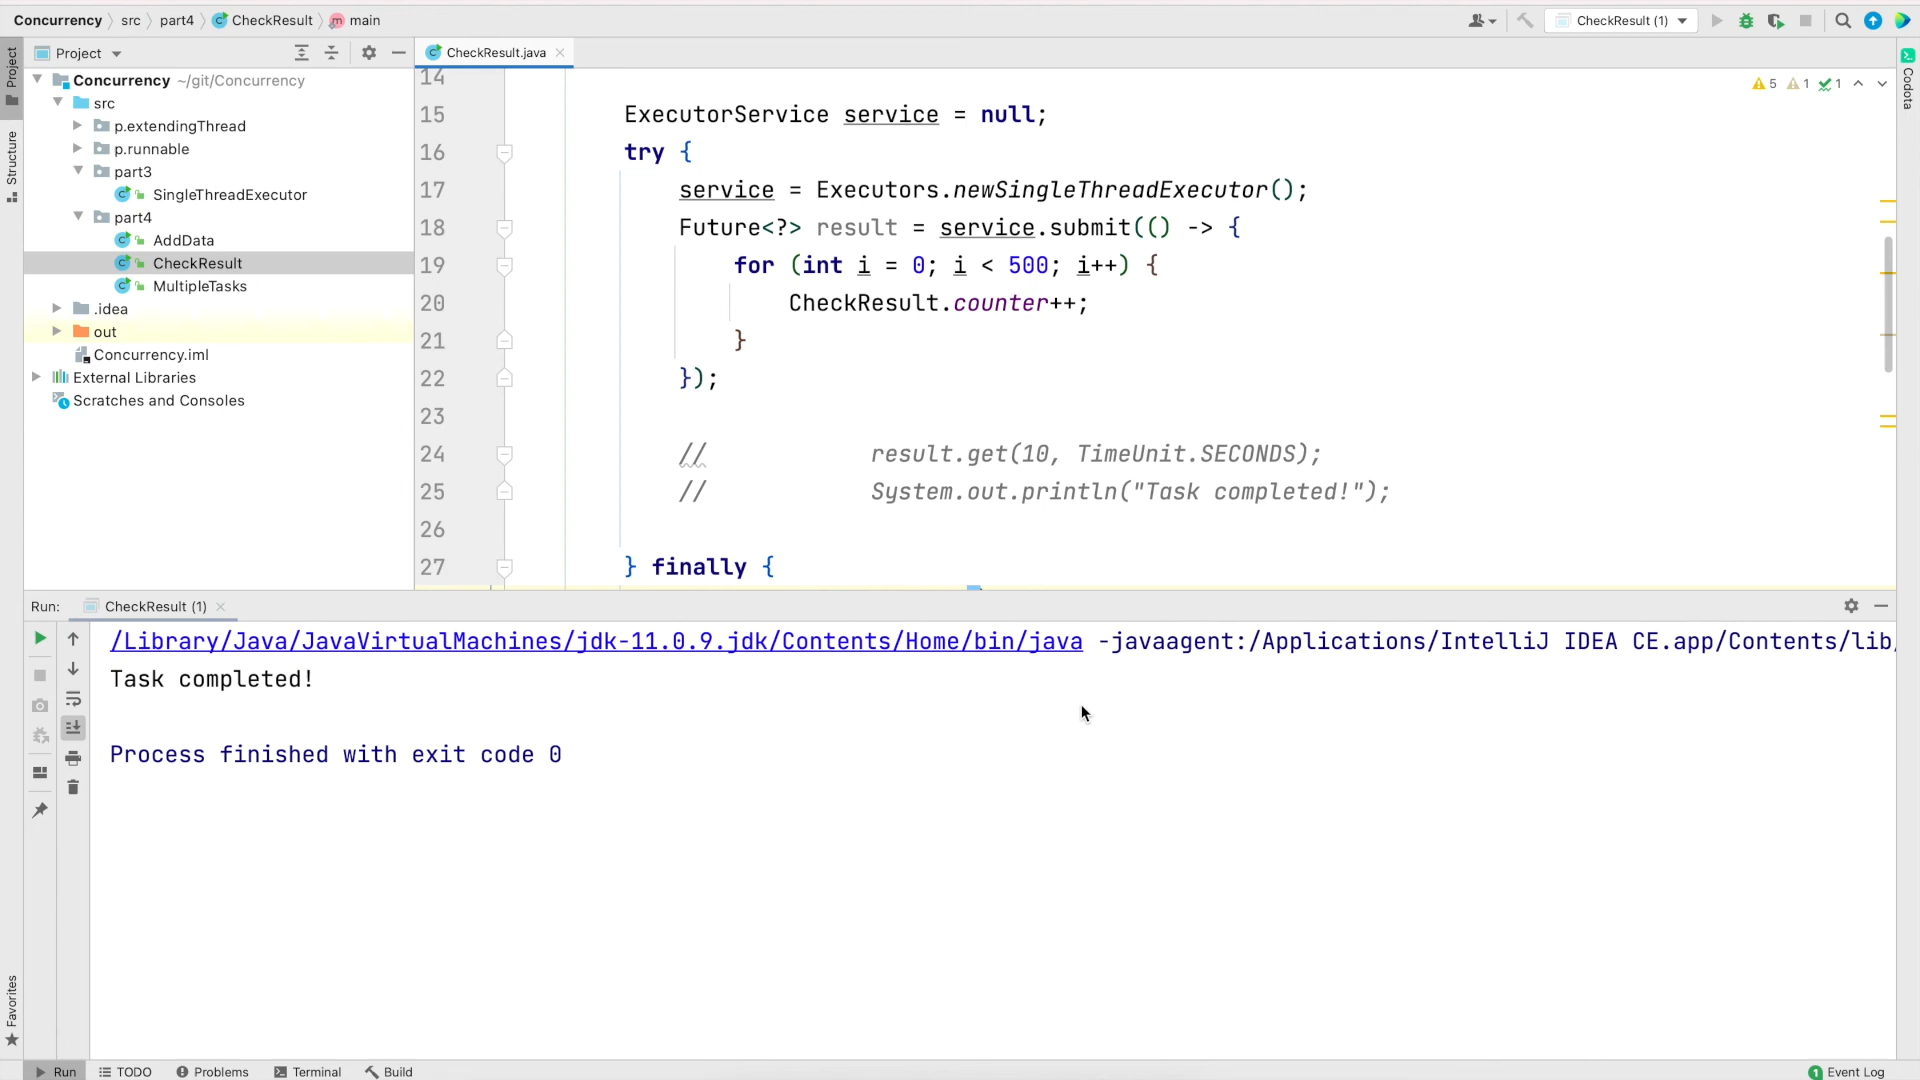 Concurrency src part4 CheckResult main
CheckResult (1)
Project
CheckResult.java
Project
Structure
Favorites
Codota
Concurrency ~/git/Concurrency
src
p.extendingThread
p.runnable
part3
SingleThreadExecutor
part4
AddData
CheckResult
MultipleTasks
.idea
out
Concurrency.iml
External Libraries
Scratches and Consoles
5 1 1
14
15 ExecutorService service = null;
16 try {
17 service = Executors.newSingleThreadExecutor();
18 Future<?> result = service.submit(() -> {
19 for (int i = 0; i < 500; i++) {
20 CheckResult.counter++;
21 }
22 });
23
24 // result.get(10, TimeUnit.SECONDS);
25 // System.out.println("Task completed!");
26
27 } finally {
Run: CheckResult (1)
/Library/Java/JavaVirtualMachines/jdk-11.0.9.jdk/Contents/Home/bin/java -javaagent:/Applications/IntelliJ IDEA CE.app/Contents/lib/
Task completed!
Process finished with exit code 0
Run TODO Problems Terminal Build
1 Event Log